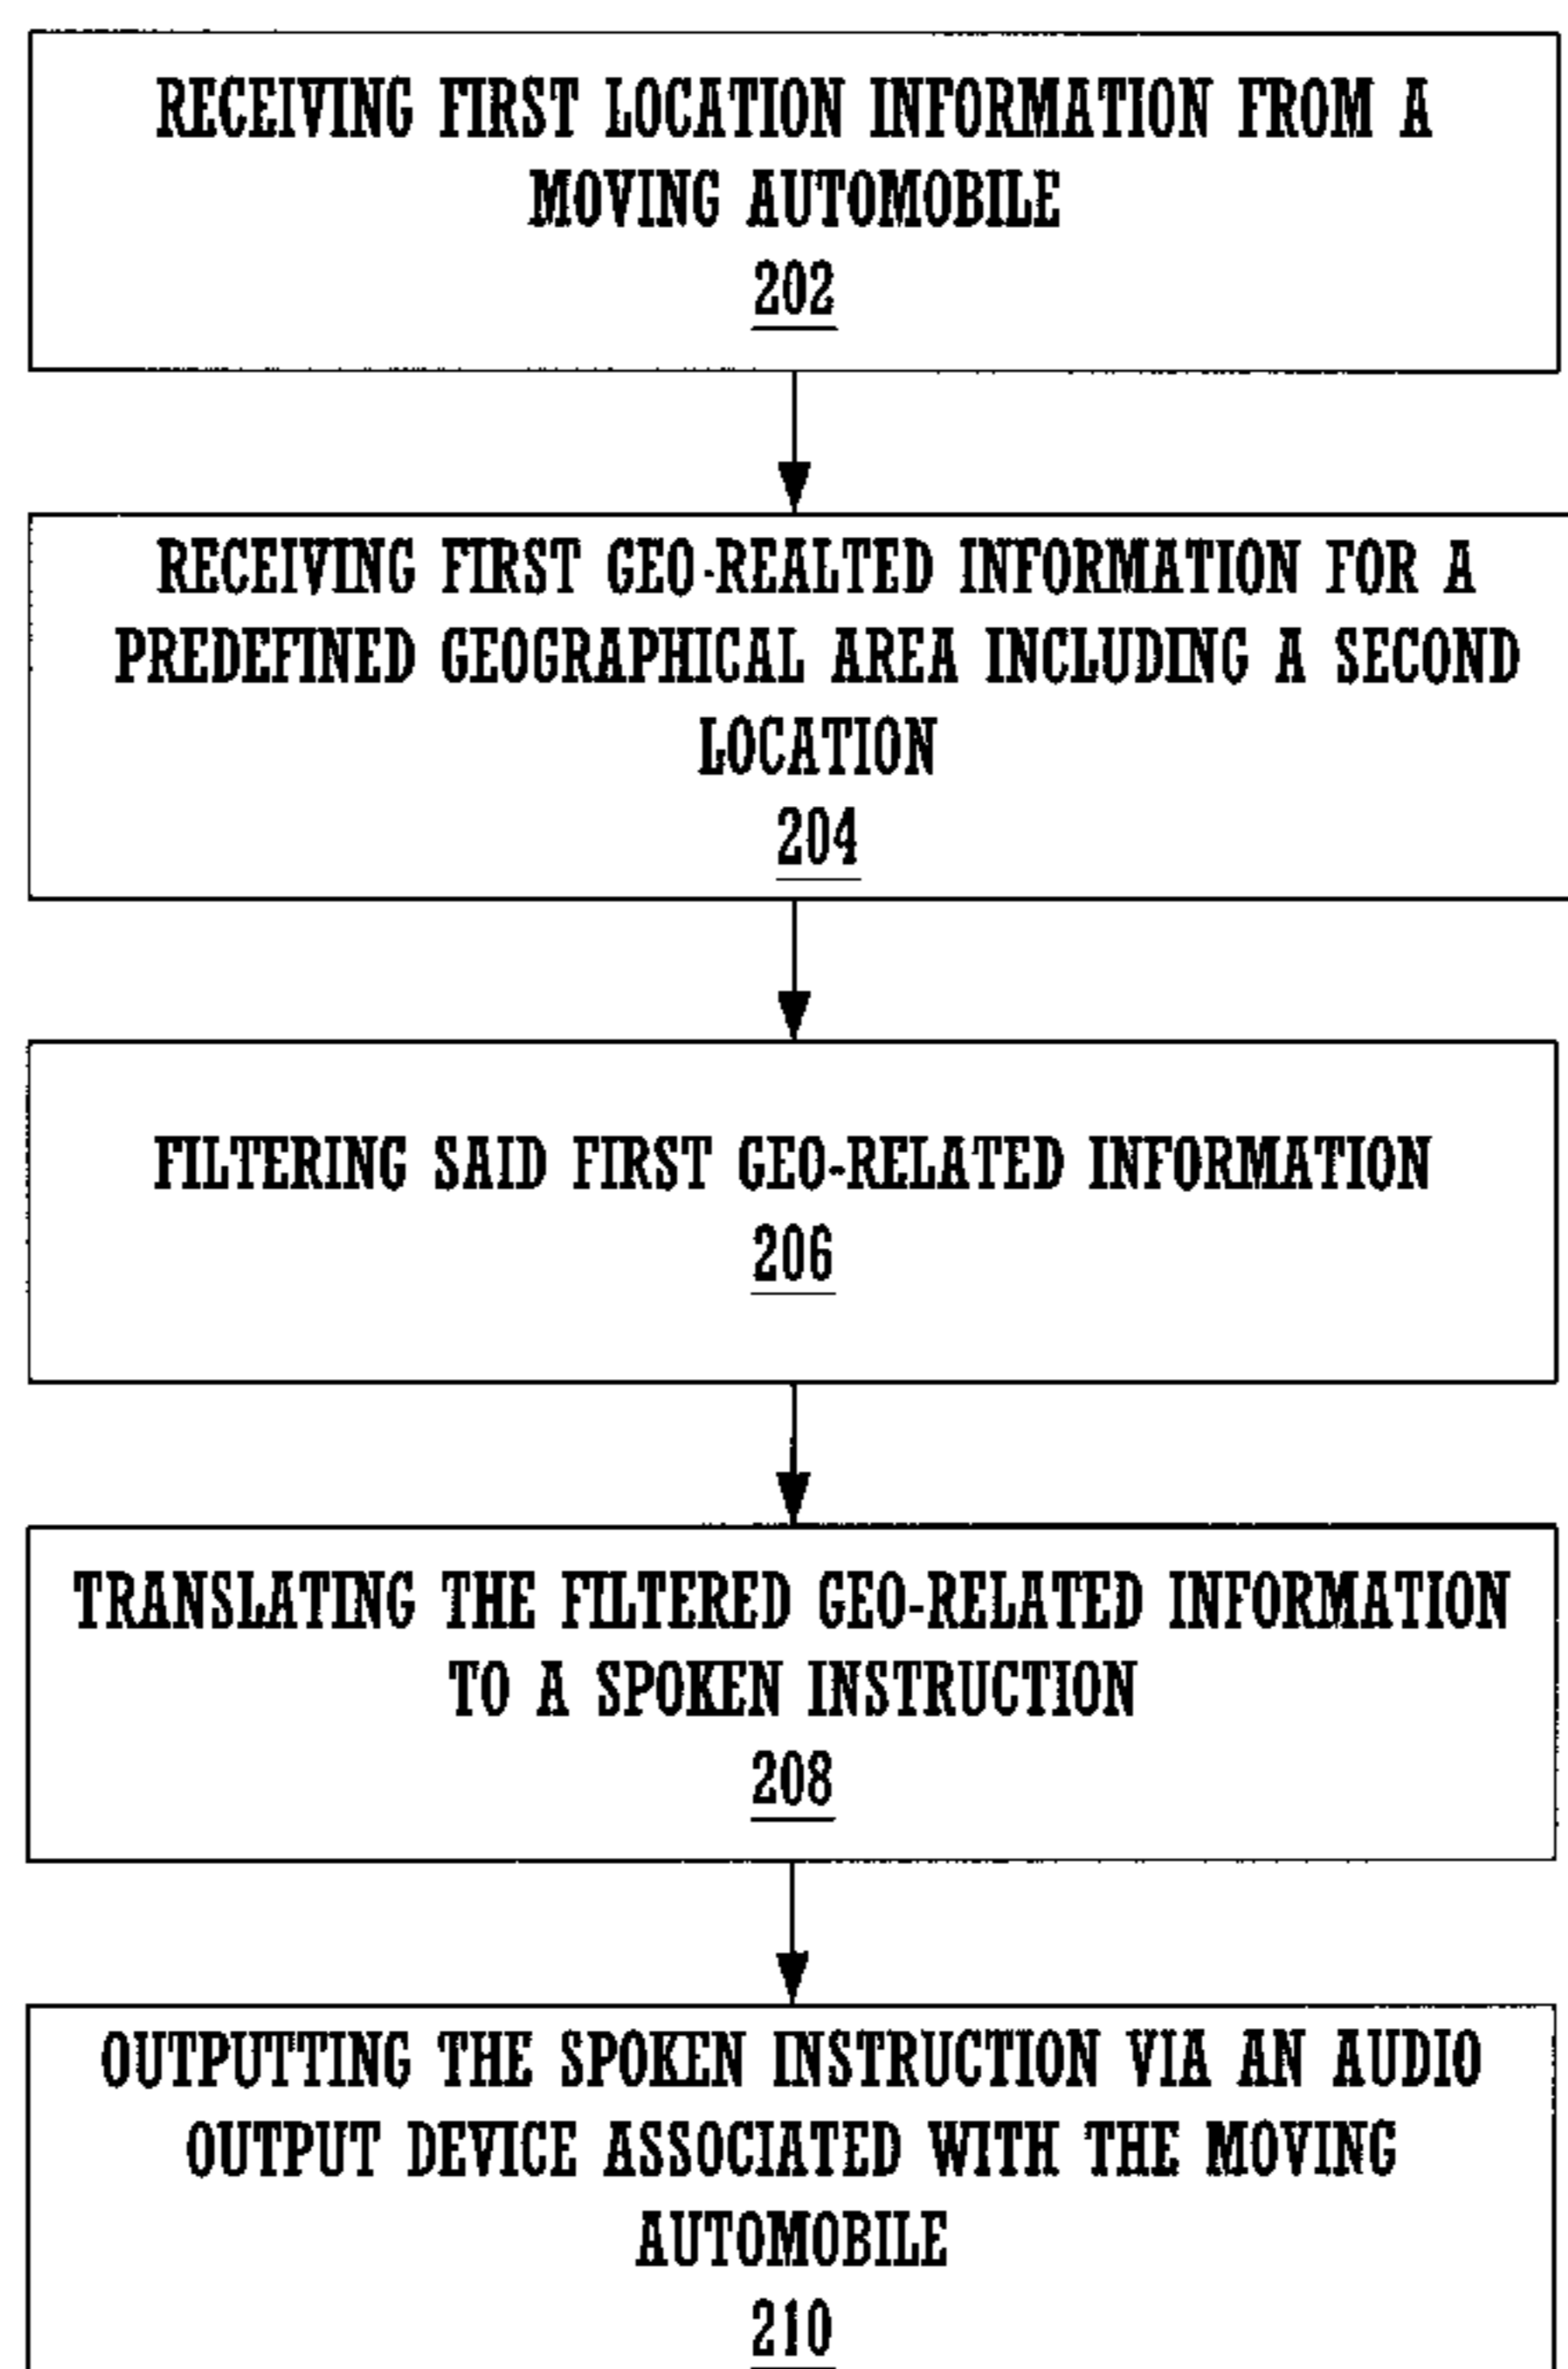 RECEIVING FIRST LOCATION INFORMATION FROM A
MOVING AUTOMOBILE
202
RECEIVING FIRST GEO-REALTED INFORMATION FOR A
PREDEFINED GEOGRAPHICAL AREA INCLUDING A SECOND
LOCATION
204
FILTERING SAID FIRST GEO-RELATED INFORMATION
206
TRANSLATING THE FILTERED GEO-RELATED INFORMATION
TO A SPOKEN INSTRUCTION
208
OUTPUTTING THE SPOKEN INSTRUCTION VIA AN AUDIO
OUTPUT DEVICE ASSOCIATED WITH THE MOVING
AUTOMOBILE
210